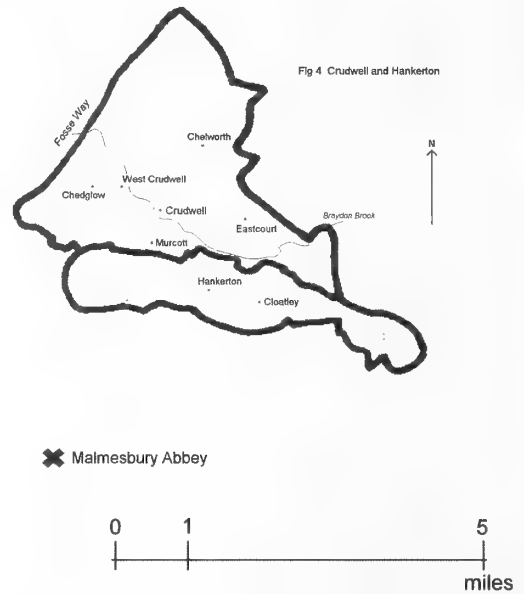 Fig 4 Crudwell and Hankerton
Fosse Way
N
Chelworth
West Crudwell
Chedglow
Crudwell
Braydon Brook
Eastcourt
Murcott
Hankerton
Cloatley
Malmesbury Abbey
0 1 5
miles